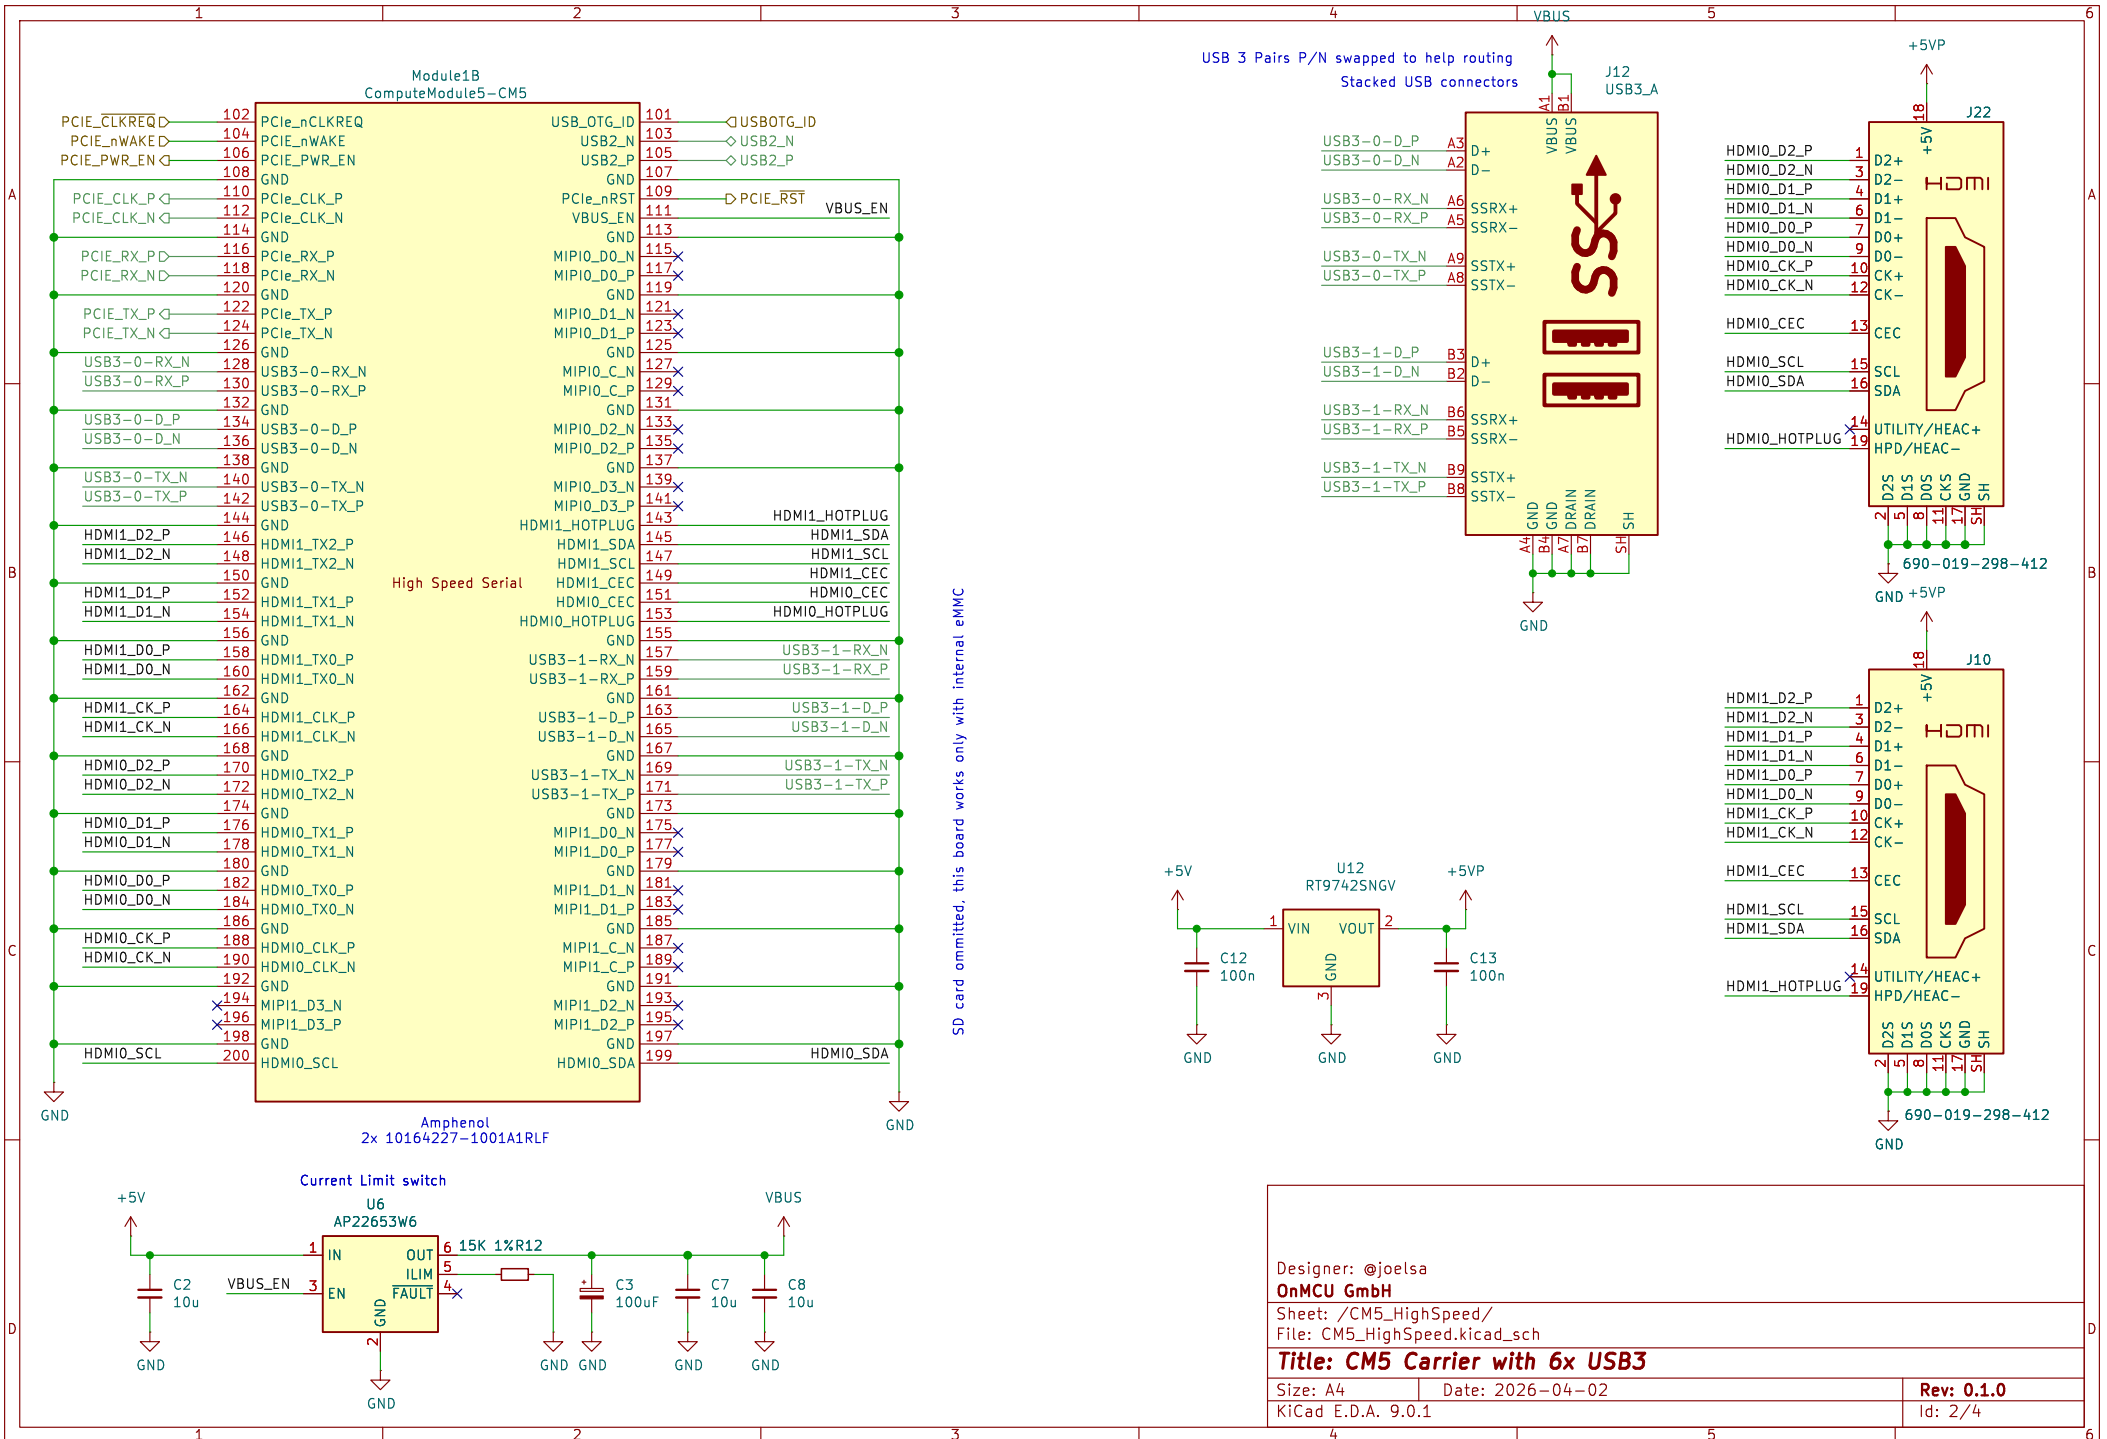 1 2 3 4 5 6
A
B
C
D
Module1B
ComputeModule5-CM5
PCIE_CLKREQ 102 PCIe_nCLKREQ
PCIE_nWAKE 104 PCIE_nWAKE
PCIE_PWR_EN 106 PCIE_PWR_EN
108 GND
PCIE_CLK_P 110 PCIe_CLK_P
PCIE_CLK_N 112 PCIe_CLK_N
114 GND
PCIE_RX_P 116 PCIe_RX_P
PCIE_RX_N 118 PCIe_RX_N
120 GND
PCIE_TX_P 122 PCIe_TX_P
PCIE_TX_N 124 PCIe_TX_N
126 GND
USB3-0-RX_N 128 USB3-0-RX_N
USB3-0-RX_P 130 USB3-0-RX_P
132 GND
USB3-0-D_P 134 USB3-0-D_P
USB3-0-D_N 136 USB3-0-D_N
138 GND
USB3-0-TX_N 140 USB3-0-TX_N
USB3-0-TX_P 142 USB3-0-TX_P
144 GND
HDMI1_D2_P 146 HDMI1_TX2_P
HDMI1_D2_N 148 HDMI1_TX2_N
150 GND
HDMI1_D1_P 152 HDMI1_TX1_P
HDMI1_D1_N 154 HDMI1_TX1_N
156 GND
HDMI1_D0_P 158 HDMI1_TX0_P
HDMI1_D0_N 160 HDMI1_TX0_N
162 GND
HDMI1_CK_P 164 HDMI1_CLK_P
HDMI1_CK_N 166 HDMI1_CLK_N
168 GND
HDMI0_D2_P 170 HDMI0_TX2_P
HDMI0_D2_N 172 HDMI0_TX2_N
174 GND
HDMI0_D1_P 176 HDMI0_TX1_P
HDMI0_D1_N 178 HDMI0_TX1_N
180 GND
HDMI0_D0_P 182 HDMI0_TX0_P
HDMI0_D0_N 184 HDMI0_TX0_N
186 GND
HDMI0_CK_P 188 HDMI0_CLK_P
HDMI0_CK_N 190 HDMI0_CLK_N
192 GND
194 MIPI1_D3_N
196 MIPI1_D3_P
198 GND
HDMI0_SCL 200 HDMI0_SCL
GND
High Speed Serial
USB_OTG_ID 101 USBOTG_ID
USB2_N 103 USB2_N
USB2_P 105 USB2_P
GND 107
PCIe_nRST 109 PCIE_RST
VBUS_EN 111 VBUS_EN
GND 113
MIPI0_D0_N 115
MIPI0_D0_P 117
GND 119
MIPI0_D1_N 121
MIPI0_D1_P 123
GND 125
MIPI0_C_N 127
MIPI0_C_P 129
GND 131
MIPI0_D2_N 133
MIPI0_D2_P 135
GND 137
MIPI0_D3_N 139
MIPI0_D3_P 141
HDMI1_HOTPLUG 143 HDMI1_HOTPLUG
HDMI1_SDA 145 HDMI1_SDA
HDMI1_SCL 147 HDMI1_SCL
HDMI1_CEC 149 HDMI1_CEC
HDMI0_CEC 151 HDMI0_CEC
HDMI0_HOTPLUG 153 HDMI0_HOTPLUG
GND 155
USB3-1-RX_N 157 USB3-1-RX_N
USB3-1-RX_P 159 USB3-1-RX_P
GND 161
USB3-1-D_P 163 USB3-1-D_P
USB3-1-D_N 165 USB3-1-D_N
GND 167
USB3-1-TX_N 169 USB3-1-TX_N
USB3-1-TX_P 171 USB3-1-TX_P
GND 173
MIPI1_D0_N 175
MIPI1_D0_P 177
GND 179
MIPI1_D1_N 181
MIPI1_D1_P 183
GND 185
MIPI1_C_N 187
MIPI1_C_P 189
GND 191
MIPI1_D2_N 193
MIPI1_D2_P 195
GND 197
HDMI0_SDA 199 HDMI0_SDA
GND
Amphenol
2x 10164227-1001A1RLF
SD card ommitted, this board works only with internal eMMC
USB 3 Pairs P/N swapped to help routing
Stacked USB connectors
VBUS
J12
USB3_A
A1 B1
VBUS VBUS
USB3-0-D_P A3 D+
USB3-0-D_N A2 D-
USB3-0-RX_N A6 SSRX+
USB3-0-RX_P A5 SSRX-
USB3-0-TX_N A9 SSTX+
USB3-0-TX_P A8 SSTX-
USB3-1-D_P B3 D+
USB3-1-D_N B2 D-
USB3-1-RX_N B6 SSRX+
USB3-1-RX_P B5 SSRX-
USB3-1-TX_N B9 SSTX+
USB3-1-TX_P B8 SSTX-
SS
GND GND DRAIN DRAIN SH
A4 B4 A7 B7 SH
GND
+5VP
J22
18
+5V
HDMI
HDMI0_D2_P 1 D2+
HDMI0_D2_N 3 D2-
HDMI0_D1_P 4 D1+
HDMI0_D1_N 6 D1-
HDMI0_D0_P 7 D0+
HDMI0_D0_N 9 D0-
HDMI0_CK_P 10 CK+
HDMI0_CK_N 12 CK-
HDMI0_CEC 13 CEC
HDMI0_SCL 15 SCL
HDMI0_SDA 16 SDA
14 UTILITY/HEAC+
HDMI0_HOTPLUG 19 HPD/HEAC-
D2S D1S D0S CKS GND SH
2 5 8 11 17 SH
690-019-298-412
GND
+5VP
J10
18
+5V
HDMI
HDMI1_D2_P 1 D2+
HDMI1_D2_N 3 D2-
HDMI1_D1_P 4 D1+
HDMI1_D1_N 6 D1-
HDMI1_D0_P 7 D0+
HDMI1_D0_N 9 D0-
HDMI1_CK_P 10 CK+
HDMI1_CK_N 12 CK-
HDMI1_CEC 13 CEC
HDMI1_SCL 15 SCL
HDMI1_SDA 16 SDA
14 UTILITY/HEAC+
HDMI1_HOTPLUG 19 HPD/HEAC-
D2S D1S D0S CKS GND SH
2 5 8 11 17 SH
690-019-298-412
GND
+5V
U12
RT9742SNGV
+5VP
1 VIN VOUT 2
GND
3
C12
100n
C13
100n
GND GND GND
Current Limit switch
+5V
U6
AP22653W6
VBUS
1 IN OUT 6 15K 1% R12
ILIM 5
VBUS_EN 3 EN FAULT 4
GND
2
C2
10u
C3
100uF
C7
10u
C8
10u
GND GND GND GND GND
GND
Designer: @joelsa
OnMCU GmbH
Sheet: /CM5_HighSpeed/
File: CM5_HighSpeed.kicad_sch
Title: CM5 Carrier with 6x USB3
Size: A4 Date: 2026-04-02 Rev: 0.1.0
KiCad E.D.A. 9.0.1 Id: 2/4
A
B
C
D
1 2 3 4 5 6